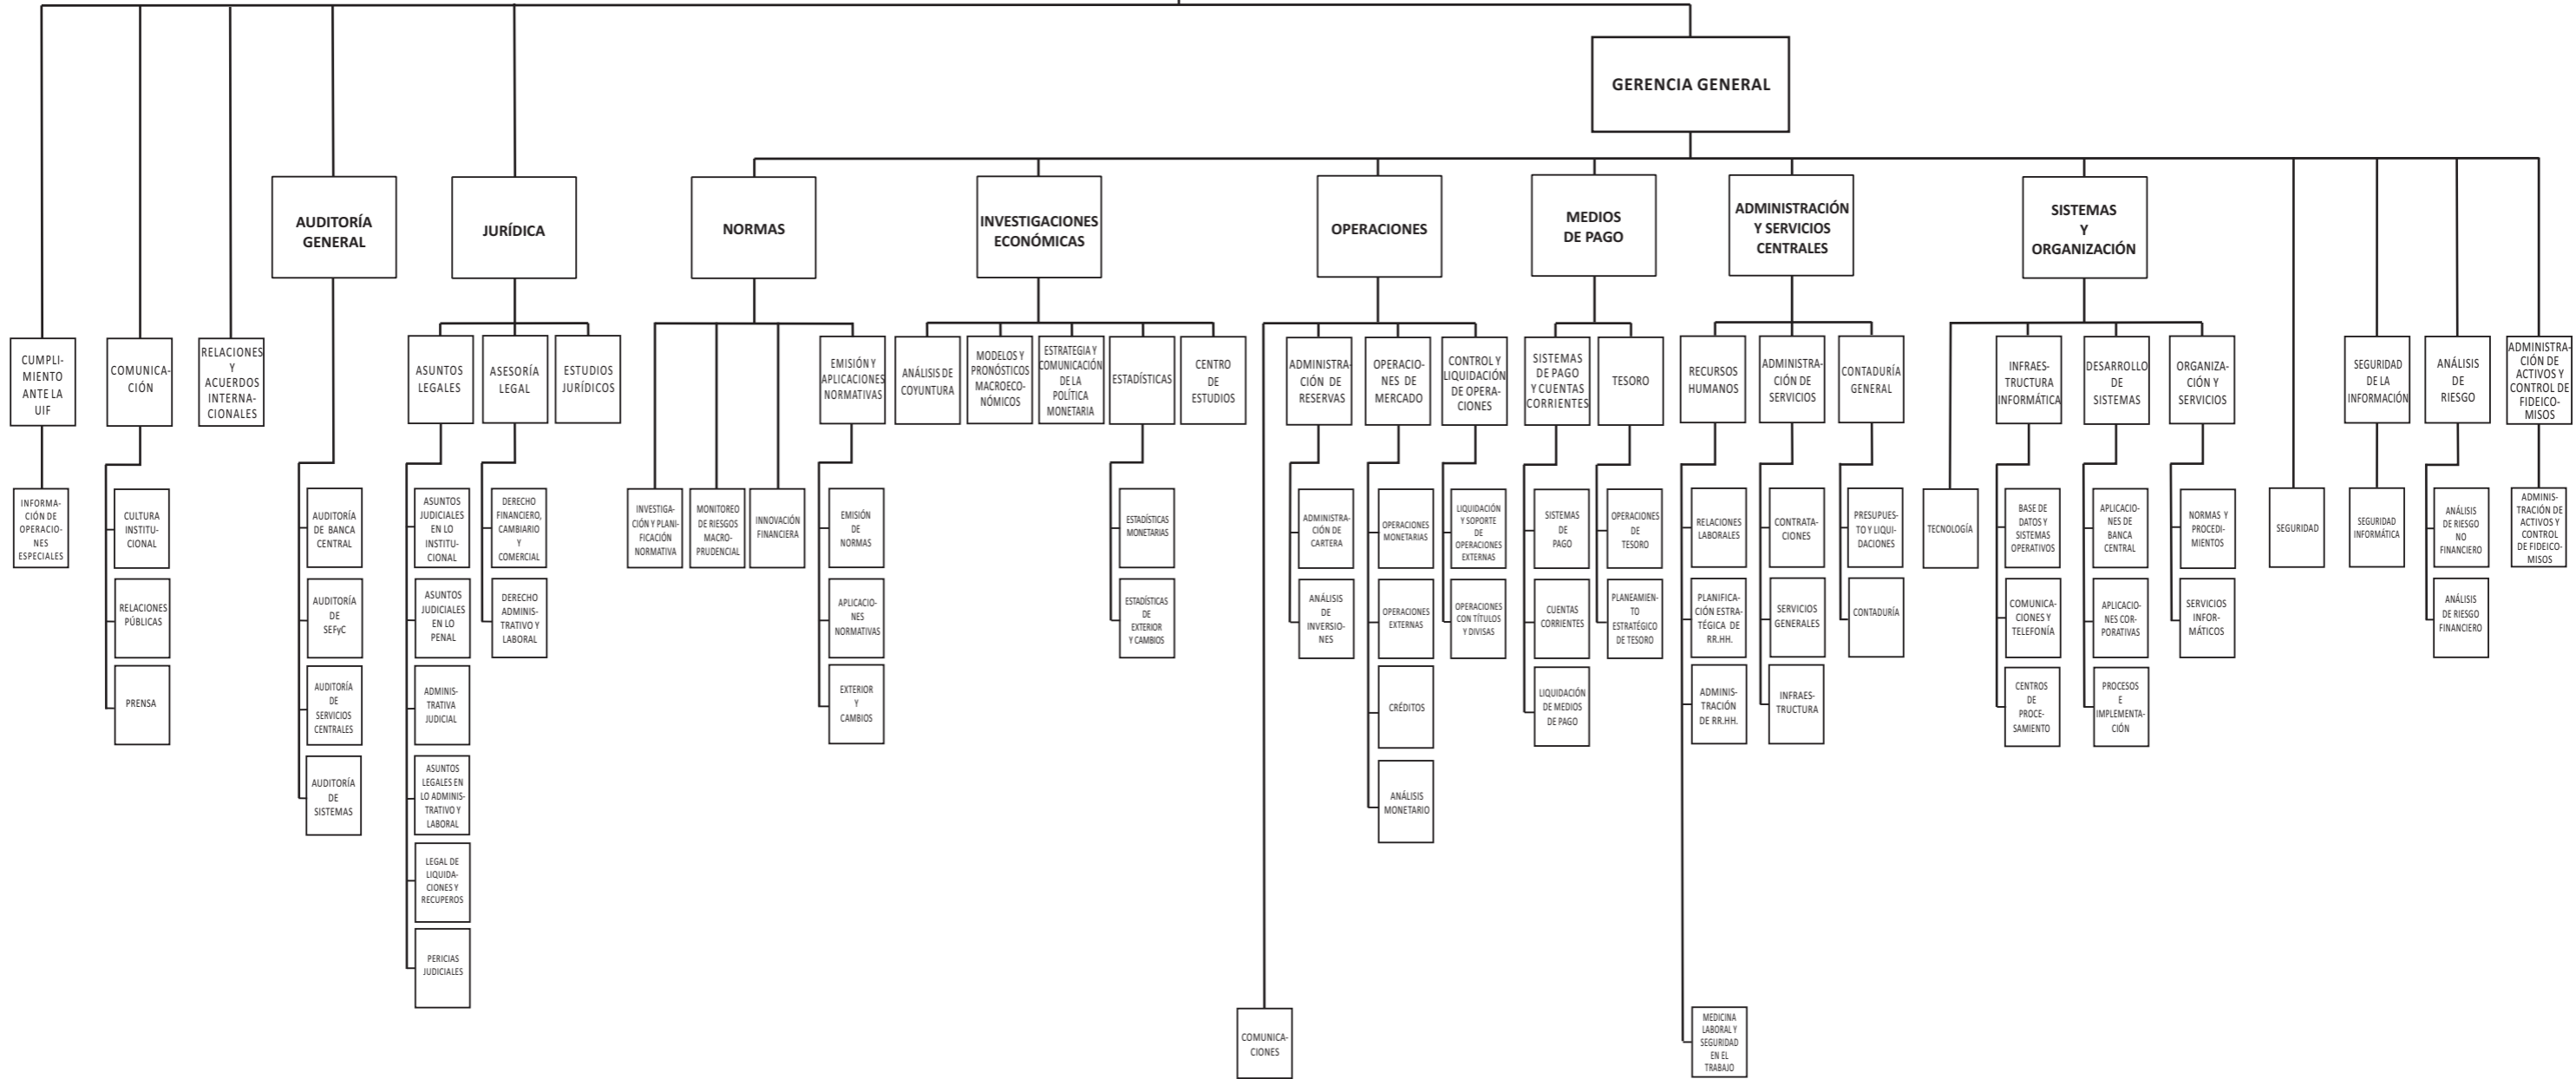 GERENCIA GENERAL
AUDITORÍA
GENERAL
JURÍDICA
NORMAS
INVESTIGACIONES
ECONÓMICAS
OPERACIONES
MEDIOS
DE PAGO
ADMINISTRACIÓN
Y SERVICIOS
CENTRALES
SISTEMAS
Y
ORGANIZACIÓN
CUMPLI-
MIENTO
ANTE LA
UIF
COMUNICA-
CIÓN
RELACIONES
Y
ACUERDOS
INTERNA-
CIONALES
ASUNTOS
LEGALES
ASESORÍA
LEGAL
ESTUDIOS
JURÍDICOS
EMISIÓN Y
APLICACIONES
NORMATIVAS
ANÁLISIS DE
COYUNTURA
MODELOS Y
PRONÓSTICOS
MACROECO-
NÓMICOS
ESTRATEGIA Y
COMUNICACIÓN
DE LA
POLÍTICA
MONETARIA
ESTADÍSTICAS
CENTRO
DE
ESTUDIOS
ADMINISTRA-
CIÓN DE
RESERVAS
OPERACIO-
NES DE
MERCADO
CONTROL Y
LIQUIDACIÓN
DE OPERA-
CIONES
SISTEMAS
DE PAGO
Y CUENTAS
CORRIENTES
TESORO
RECURSOS
HUMANOS
ADMINISTRA-
CIÓN DE
SERVICIOS
CONTADURÍA
GENERAL
INFRAES-
TRUCTURA
INFORMÁTICA
DESARROLLO
DE
SISTEMAS
ORGANIZA-
CIÓN Y
SERVICIOS
SEGURIDAD
DE LA
INFORMACIÓN
ANÁLISIS
DE
RIESGO
ADMINISTRA-
CIÓN DE
ACTIVOS Y
CONTROL DE
FIDEICO-
MISOS
INFORMA-
CIÓN DE
OPERACIO-
NES
ESPECIALES
CULTURA
INSTITU-
CIONAL
AUDITORÍA
DE BANCA
CENTRAL
ASUNTOS
JUDICIALES
EN LO
INSTITU-
CIONAL
DERECHO
FINANCIERO,
CAMBIARIO
Y
COMERCIAL
INVESTIGA-
CIÓN Y PLANI-
FICACIÓN
NORMATIVA
MONITOREO
DE RIESGOS
MACRO-
PRUDENCIAL
INNOVACIÓN
FINANCIERA
EMISIÓN
DE
NORMAS
ESTADÍSTICAS
MONETARIAS
ADMINISTRA-
CIÓN DE
CARTERA
OPERACIONES
MONETARIAS
LIQUIDACIÓN
Y SOPORTE
DE
OPERACIONES
EXTERNAS
SISTEMAS
DE
PAGO
OPERACIONES
DE
TESORO
RELACIONES
LABORALES
CONTRATA-
CIONES
PRESUPUES-
TO Y LIQUI-
DACIONES
TECNOLOGÍA
BASE DE
DATOS Y
SISTEMAS
OPERATIVOS
APLICACIO-
NES DE
BANCA
CENTRAL
NORMAS Y
PROCEDI-
MIENTOS
SEGURIDAD
SEGURIDAD
INFORMÁTICA
ANÁLISIS
DE RIESGO
NO
FINANCIERO
ADMINIS-
TRACIÓN DE
ACTIVOS Y
CONTROL
DE FIDEICO-
MISOS
RELACIONES
PÚBLICAS
AUDITORÍA
DE
SEFyC
ASUNTOS
JUDICIALES
EN LO
PENAL
DERECHO
ADMINIS-
TRATIVO Y
LABORAL
APLICACIO-
NES
NORMATIVAS
ESTADÍSTICAS
DE
EXTERIOR
Y CAMBIOS
ANÁLISIS
DE
INVERSIO-
NES
OPERACIONES
EXTERNAS
OPERACIONES
CON TÍTULOS
Y DIVISAS
CUENTAS
CORRIENTES
PLANEAMIEN-
TO
ESTRATÉGICO
DE TESORO
PLANIFICA-
CIÓN ESTRA-
TÉGICA DE
RR.HH.
SERVICIOS
GENERALES
CONTADURÍA
COMUNICA-
CIONES Y
TELEFONÍA
APLICACIO-
NES COR-
PORATIVAS
SERVICIOS
INFOR-
MÁTICOS
ANÁLISIS
DE RIESGO
FINANCIERO
PRENSA
AUDITORÍA
DE
SERVICIOS
CENTRALES
ADMINIS-
TRATIVA
JUDICIAL
EXTERIOR
Y
CAMBIOS
CRÉDITOS
LIQUIDACIÓN
DE MEDIOS
DE PAGO
ADMINIS-
TRACIÓN
DE RR.HH.
INFRAES-
TRUCTURA
CENTROS
DE
PROCE-
SAMIENTO
PROCESOS
E
IMPLEMENTA-
CIÓN
AUDITORÍA
DE
SISTEMAS
ASUNTOS
LEGALES EN
LO ADMINIS-
TRATIVO Y
LABORAL
ANÁLISIS
MONETARIO
LEGAL DE
LIQUIDA-
CIONES Y
RECUPEROS
PERICIAS
JUDICIALES
COMUNICA-
CIONES
MEDICINA
LABORAL Y
SEGURIDAD
EN EL
TRABAJO